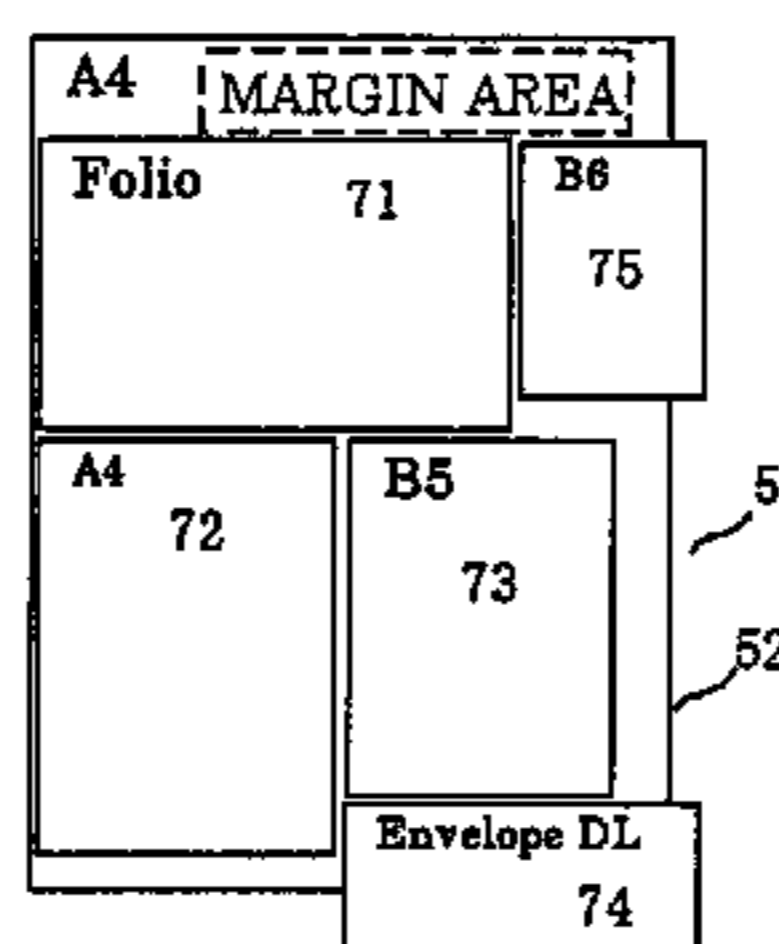 A4
MARGIN AREA
Folio
71
B6
75
A4
72
B5
73
5
52
Envelope DL
74